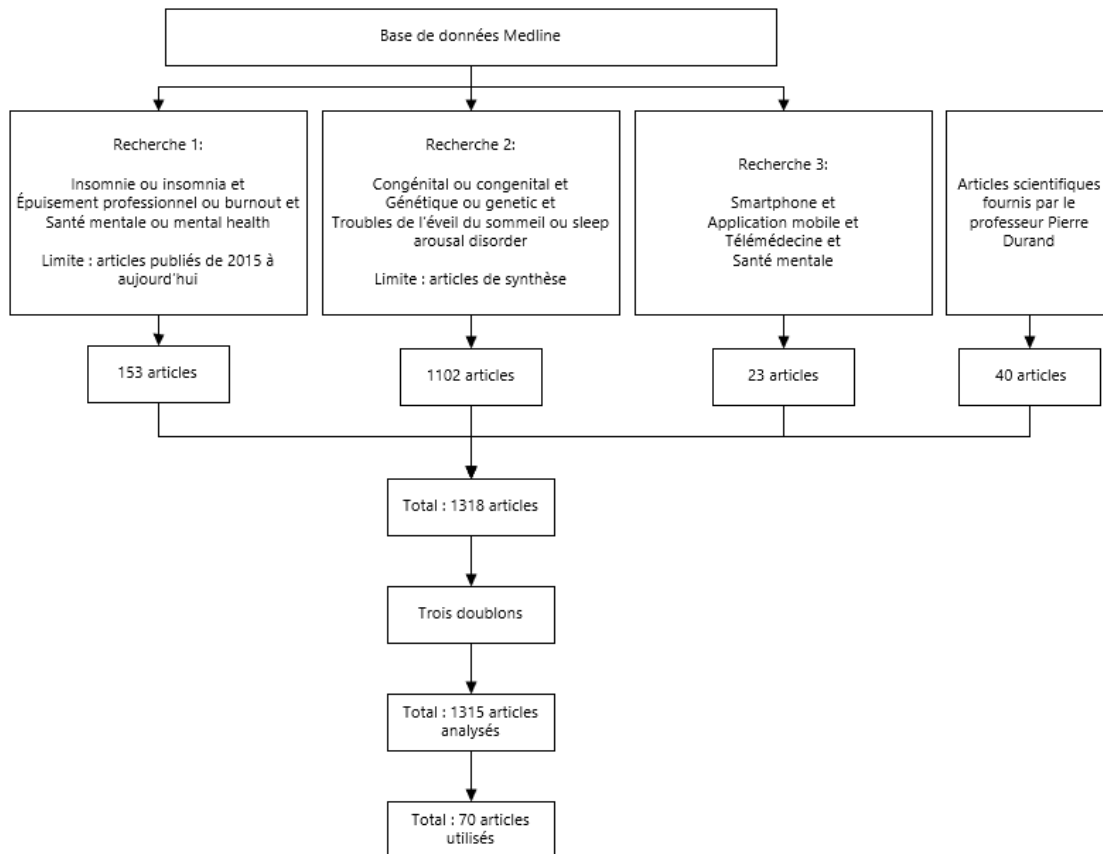 Base de données Medline
Recherche 1:
Insomnie ou insomnia et
Épuisement professionnel ou burnout et
Santé mentale ou mental health
Limite : articles publiés de 2015 à
aujourd'hui
Recherche 2:
Congénital ou congenital et
Génétique ou genetic et
Troubles de l'éveil du sommeil ou sleep
arousal disorder
Limite : articles de synthèse
Recherche 3:
Smartphone et
Application mobile et
Télémédecine et
Santé mentale
Articles scientifiques
fournis par le
professeur Pierre
Durand
153 articles
1102 articles
23 articles
40 articles
Total : 1318 articles
Trois doublons
Total : 1315 articles
analysés
Total : 70 articles
utilisés